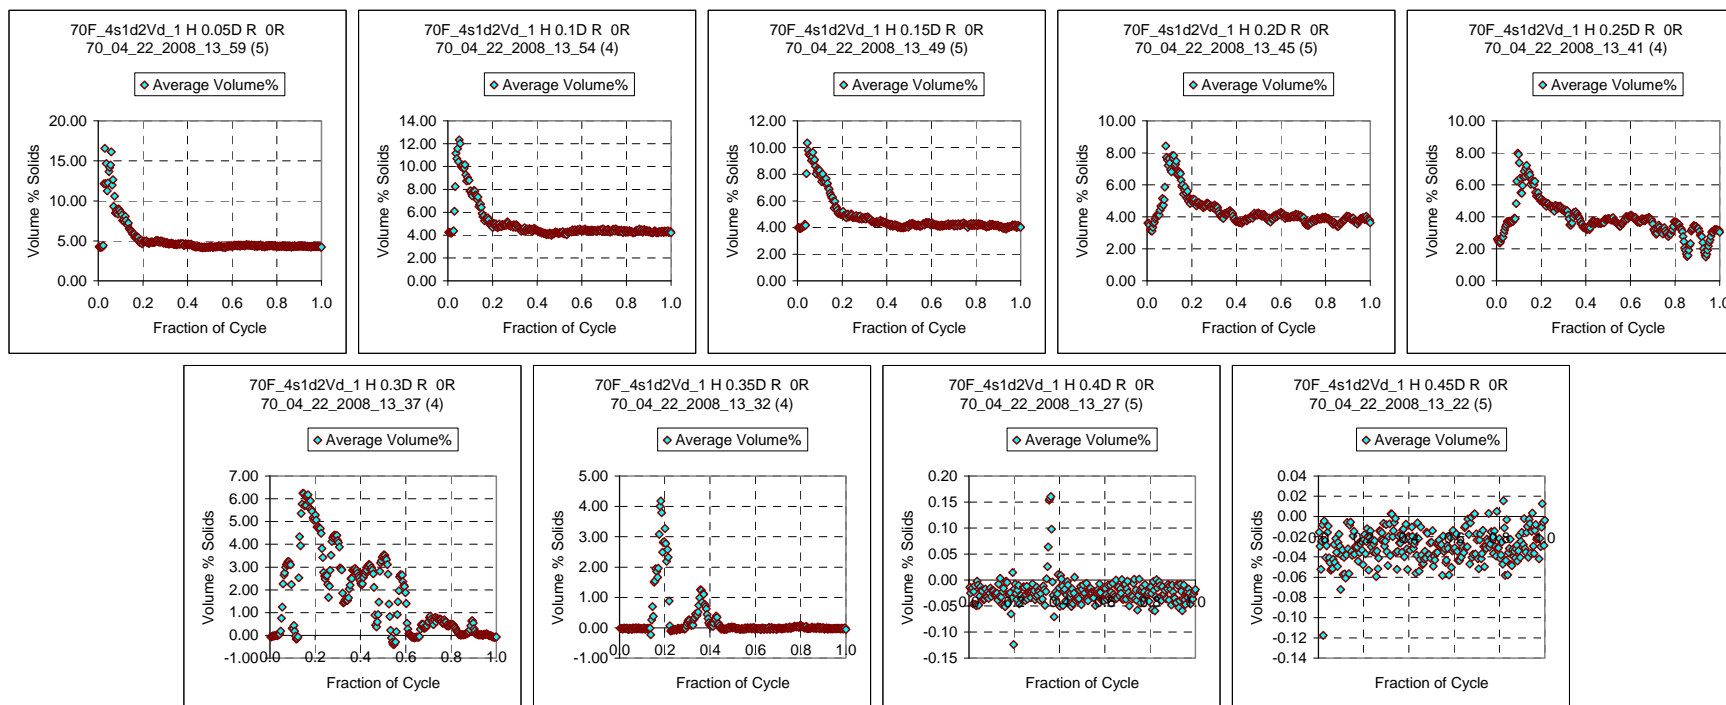 70F_4s1d2Vd_1 H 0.05D R 0R
70_04_22_2008_13_59 (5)
Average Volume%
20.00
15.00
10.00
5.00
0.00
Volume % Solids
0.0 0.2 0.4 0.6 0.8 1.0
Fraction of Cycle
70F_4s1d2Vd_1 H 0.1D R 0R
70_04_22_2008_13_54 (4)
Average Volume%
14.00
12.00
10.00
8.00
6.00
4.00
2.00
0.00
Volume % Solids
0.0 0.2 0.4 0.6 0.8 1.0
Fraction of Cycle
70F_4s1d2Vd_1 H 0.15D R 0R
70_04_22_2008_13_49 (5)
Average Volume%
12.00
10.00
8.00
6.00
4.00
2.00
0.00
Volume % Solids
0.0 0.2 0.4 0.6 0.8 1.0
Fraction of Cycle
70F_4s1d2Vd_1 H 0.2D R 0R
70_04_22_2008_13_45 (5)
Average Volume%
10.00
8.00
6.00
4.00
2.00
0.00
Volume % Solids
0.0 0.2 0.4 0.6 0.8 1.0
Fraction of Cycle
70F_4s1d2Vd_1 H 0.25D R 0R
70_04_22_2008_13_41 (4)
Average Volume%
10.00
8.00
6.00
4.00
2.00
0.00
Volume % Solids
0.0 0.2 0.4 0.6 0.8 1.0
Fraction of Cycle
70F_4s1d2Vd_1 H 0.3D R 0R
70_04_22_2008_13_37 (4)
Average Volume%
7.00
6.00
5.00
4.00
3.00
2.00
1.00
0.00
-1.00
Volume % Solids
0.0 0.2 0.4 0.6 0.8 1.0
Fraction of Cycle
70F_4s1d2Vd_1 H 0.35D R 0R
70_04_22_2008_13_32 (4)
Average Volume%
5.00
4.00
3.00
2.00
1.00
0.00
-1.00
Volume % Solids
0.0 0.2 0.4 0.6 0.8 1.0
Fraction of Cycle
70F_4s1d2Vd_1 H 0.4D R 0R
70_04_22_2008_13_27 (5)
Average Volume%
0.20
0.15
0.10
0.05
0.00
-0.05
-0.10
-0.15
Volume % Solids
Fraction of Cycle
70F_4s1d2Vd_1 H 0.45D R 0R
70_04_22_2008_13_22 (5)
Average Volume%
0.04
0.02
0.00
-0.02
-0.04
-0.06
-0.08
-0.10
-0.12
-0.14
Volume % Solids
Fraction of Cycle